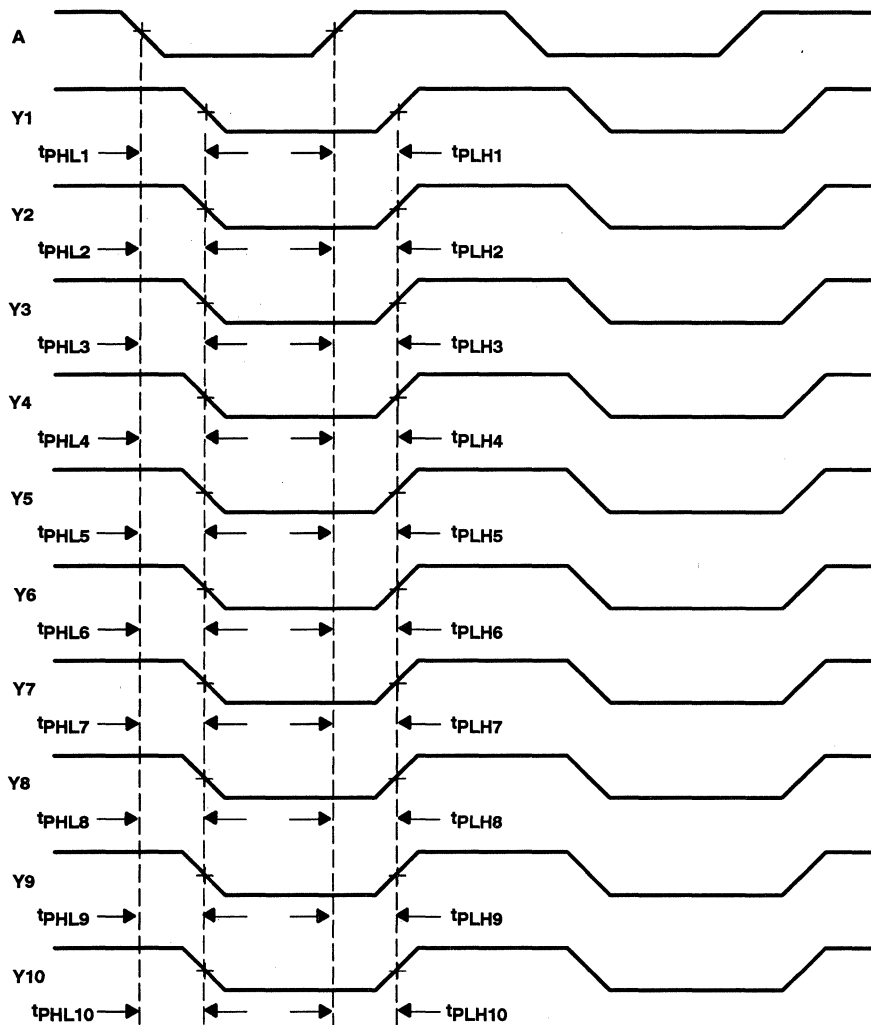 A
Y1
tPHL1 tPLH1
Y2
tPHL2 tPLH2
Y3
tPHL3 tPLH3
Y4
tPHL4 tPLH4
Y5
tPHL5 tPLH5
Y6
tPHL6 tPLH6
Y7
tPHL7 tPLH7
Y8
tPHL8 tPLH8
Y9
tPHL9 tPLH9
Y10
tPHL10 tPLH10